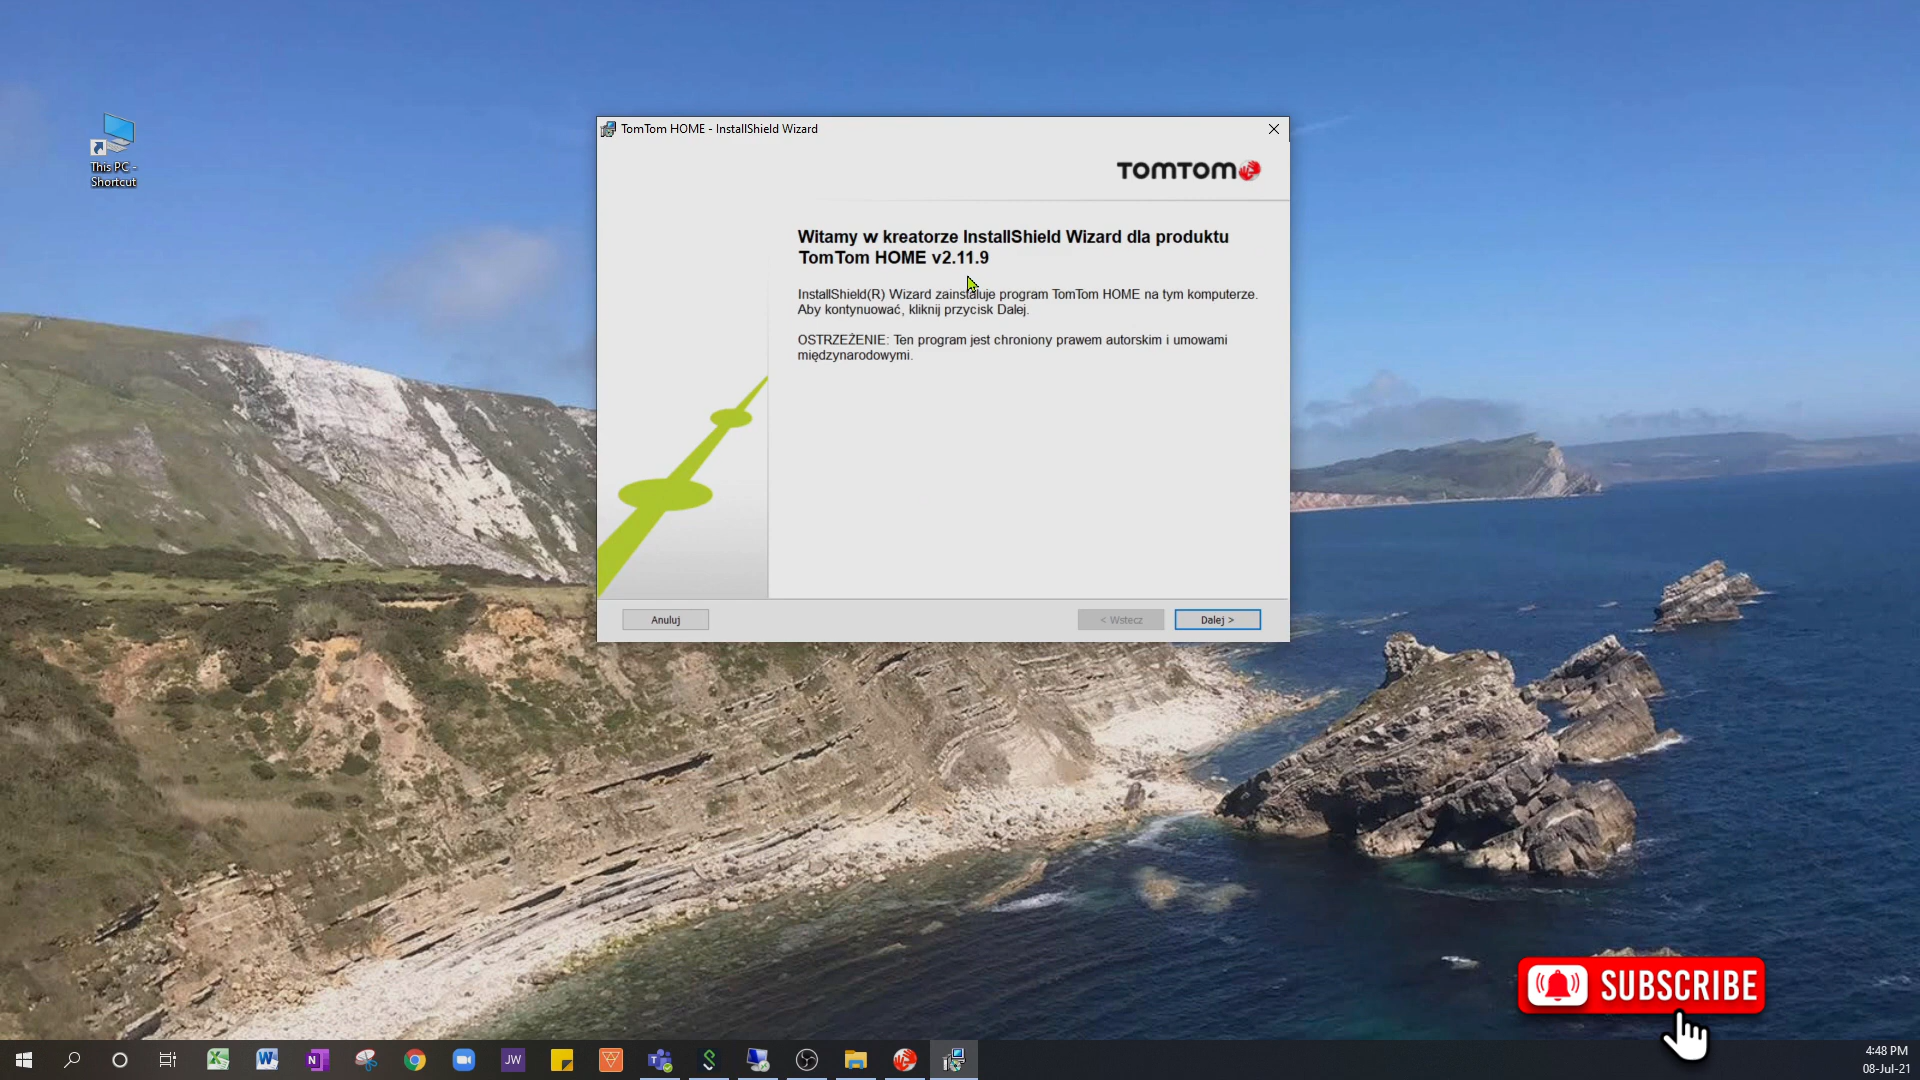 This PC -
Shortcut
TomTom HOME - InstallShield Wizard
TOMTOM
Witamy w kreatorze InstallShield Wizard dla produktu
TomTom HOME v2.11.9
InstallShield(R) Wizard zainstaluje program TomTom HOME na tym komputerze.
Aby kontynuować, kliknij przycisk Dalej.
OSTRZEŻENIE: Ten program jest chroniony prawem autorskim i umowami
międzynarodowymi.
Anuluj
< Wstecz
Dalej >
SUBSCRIBE
JW
4:48 PM
08-Jul-21